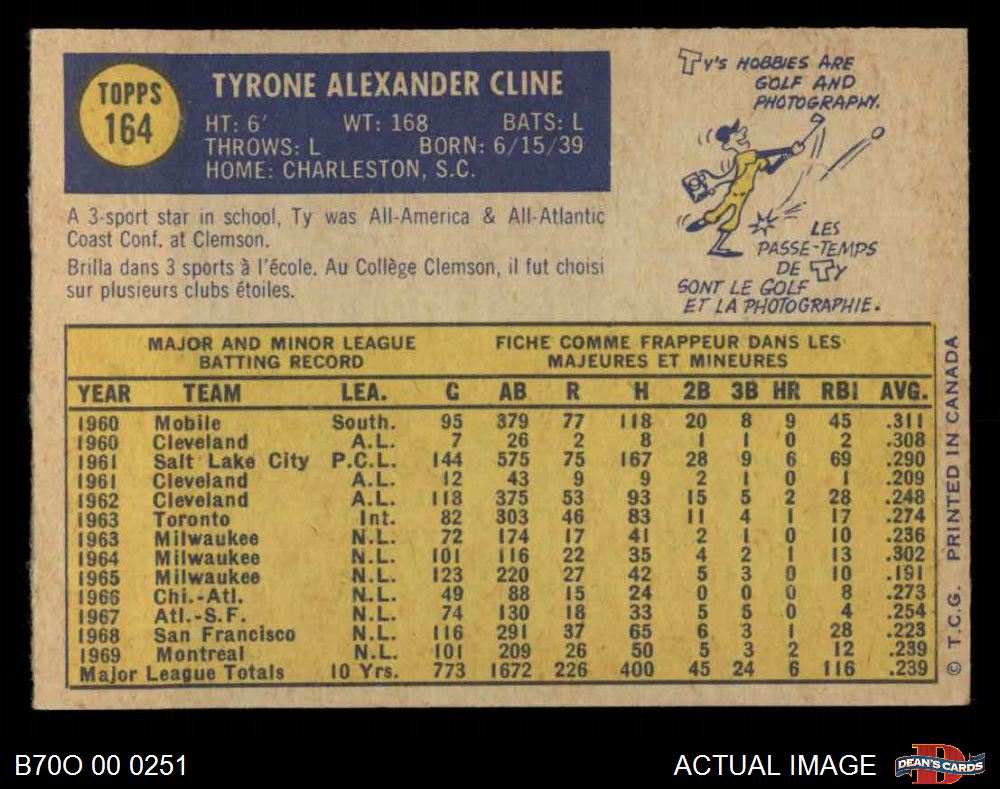 TOPPS
164
TYRONE ALEXANDER CLINE
HT: 6' WT: 168 BATS: L
THROWS: L BORN: 6/15/39
HOME: CHARLESTON, S.C.
A 3-sport star in school, Ty was All-America & All-Atlantic
Coast Conf. at Clemson.
Brilla dans 3 sports à l'école. Au Collège Clemson, il fut choisi
sur plusieurs clubs étoiles.
TY'S HOBBIES ARE
GOLF AND
PHOTOGRAPHY.
LES
PASSE-TEMPS
DE TY
SONT LE GOLF
ET LA PHOTOGRAPHIE.
MAJOR AND MINOR LEAGUE
BATTING RECORD
FICHE COMME FRAPPEUR DANS LES
MAJEURES ET MINEURES
YEAR TEAM LEA. G AB R H 2B 3B HR RBI AVG.
1960 Mobile South. 95 379 77 118 20 8 9 45 .311
1960 Cleveland A.L. 7 26 2 8 1 1 0 2 .308
1961 Salt Lake City P.C.L. 144 575 75 167 28 9 6 69 .290
1961 Cleveland A.L. 12 43 9 9 2 1 0 1 .209
1962 Cleveland A.L. 118 375 53 93 15 5 2 28 .248
1963 Toronto Int. 82 303 46 83 11 4 1 17 .274
1963 Milwaukee N.L. 72 174 17 41 2 1 0 10 .236
1964 Milwaukee N.L. 101 116 22 35 4 2 1 13 .302
1965 Milwaukee N.L. 123 220 27 42 5 3 0 10 .191
1966 Chi.-Atl. N.L. 49 88 15 24 0 0 0 8 .273
1967 Atl.-S.F. N.L. 74 130 18 33 5 5 0 4 .254
1968 San Francisco N.L. 116 291 37 65 6 3 1 28 .223
1969 Montreal N.L. 101 209 26 50 5 3 2 12 .239
Major League Totals 10 Yrs. 773 1672 226 400 45 24 6 116 .239
© T.C.G. PRINTED IN CANADA
B70O 00 0251
ACTUAL IMAGE
DEAN'S CARDS